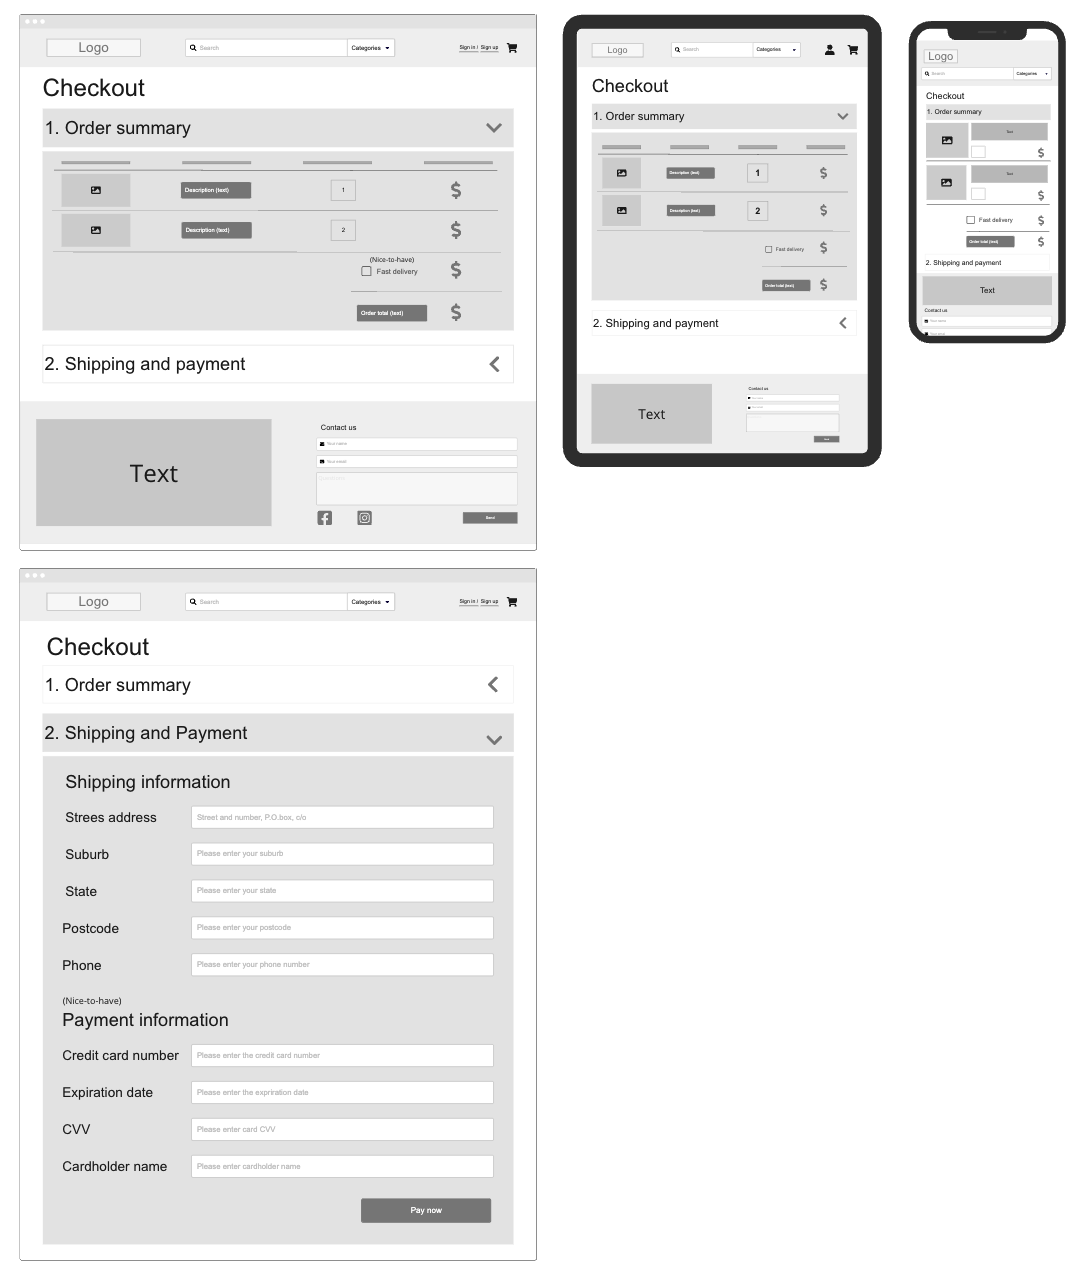 Logo
Search
Categories
Sign in / Sign up
Checkout
1. Order summary
Description (text)
1
$
Description (text)
2
$
(Nice-to-have)
Fast delivery
$
Order total (text)
$
2. Shipping and payment
Text
Contact us
Your name
Your email
Send
Logo
Search
Categories
Checkout
1. Order summary
Description (text)
1
$
Description (text)
2
$
Fast delivery
$
Order total (text)
$
2. Shipping and payment
Text
Contact us
Logo
Search
Categories
Checkout
1. Order summary
Text
$
Text
$
Fast delivery
$
Order total (text)
$
2. Shipping and payment
Text
Contact us
Logo
Search
Categories
Sign in / Sign up
Checkout
1. Order summary
2. Shipping and Payment
Shipping information
Strees address
Street and number, P.O.box, c/o
Suburb
Please enter your suburb
State
Please enter your state
Postcode
Please enter your postcode
Phone
Please enter your phone number
(Nice-to-have)
Payment information
Credit card number
Please enter the credit card number
Expiration date
Please enter the expriration date
CVV
Please enter card CVV
Cardholder name
Please enter cardholder name
Pay now